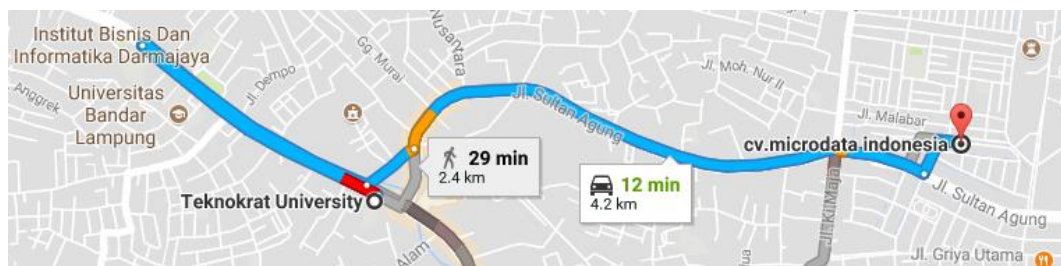 Institut Bisnis Dan
Informatika Darmajaya
Anggrek
Universitas
Bandar
Lampung
Jl. Dempo
Gg. Murai
Nusantara
Jl. Sultan Agung
Jl. Moh. Nur II
Jl. Malabar
cv.microdata indonesia
29 min
2.4 km
12 min
4.2 km
Teknokrat University
Jl. Ki Maja
Jl. Sultan Agung
Alam
Jl. Griya Utama